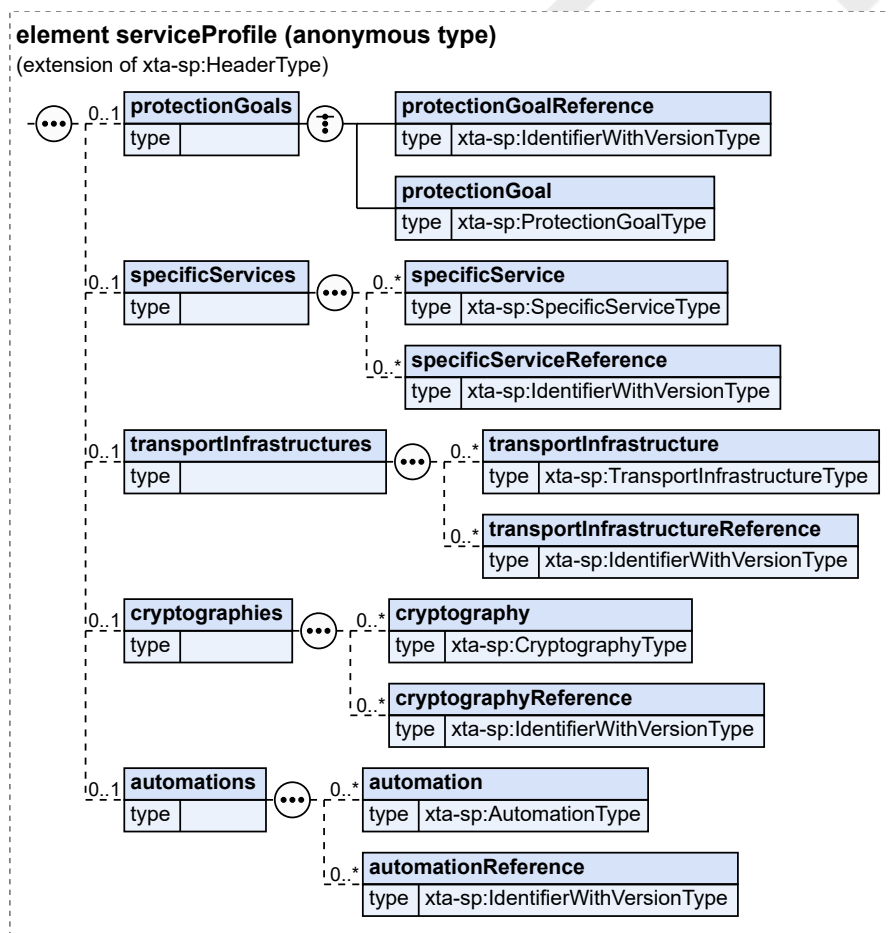 element serviceProfile (anonymous type)
(extension of xta-sp:HeaderType)
0..1 protectionGoals
type
protectionGoalReference
type xta-sp:IdentifierWithVersionType
protectionGoal
type xta-sp:ProtectionGoalType
0..1 specificServices
type
0..* specificService
type xta-sp:SpecificServiceType
0..* specificServiceReference
type xta-sp:IdentifierWithVersionType
0..1 transportInfrastructures
type
0..* transportInfrastructure
type xta-sp:TransportInfrastructureType
0..* transportInfrastructureReference
type xta-sp:IdentifierWithVersionType
0..1 cryptographies
type
0..* cryptography
type xta-sp:CryptographyType
0..* cryptographyReference
type xta-sp:IdentifierWithVersionType
0..1 automations
type
0..* automation
type xta-sp:AutomationType
0..* automationReference
type xta-sp:IdentifierWithVersionType